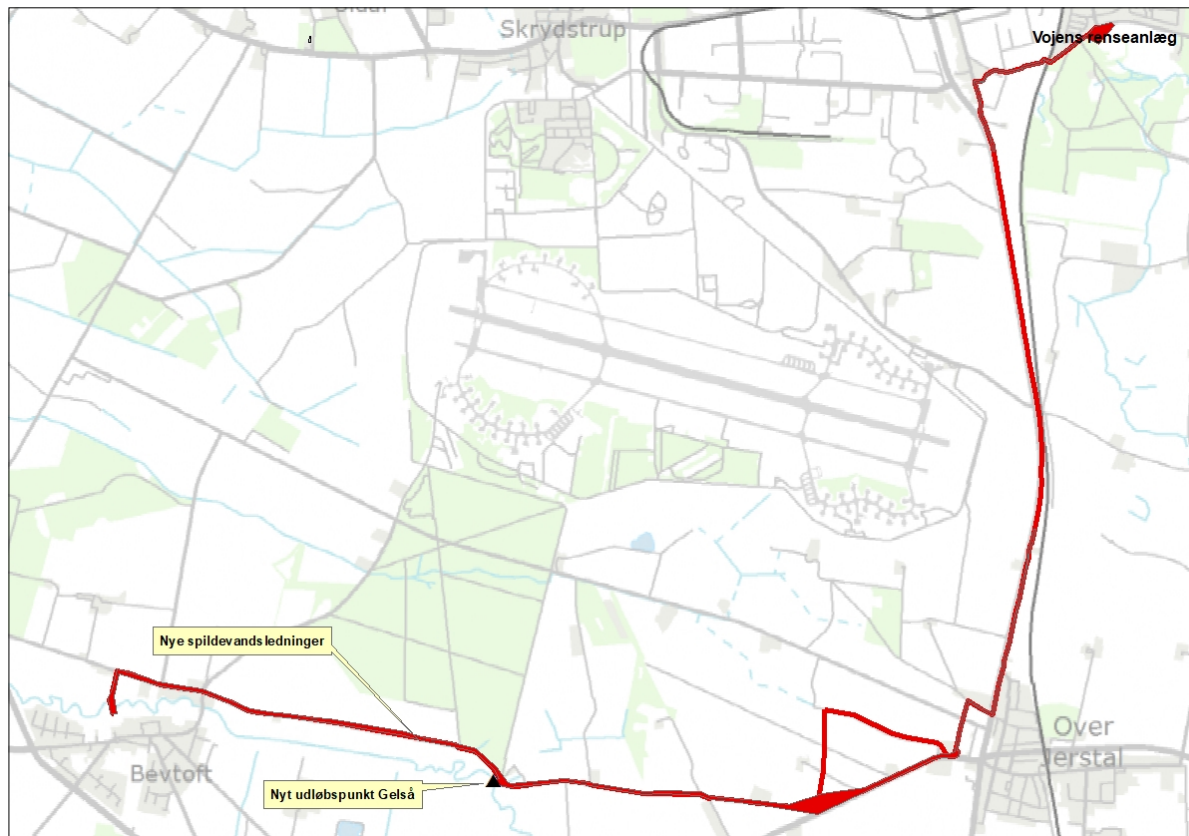 Skrydstrup
Vojens renseanlæg
Nye spildevandsledninger
Over
Jerstal
Bevtoft
Nyt udløbspunkt Gelså